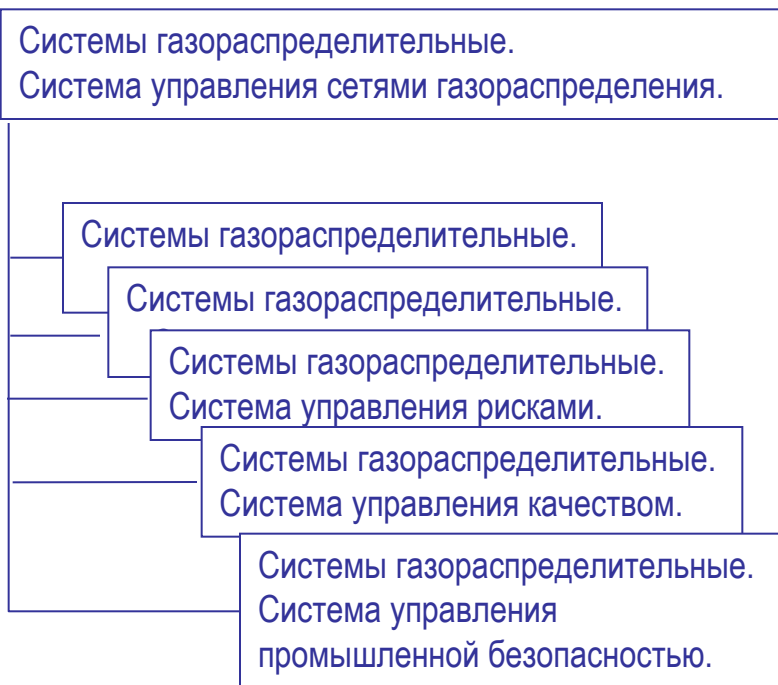 Системы газораспределительные.
Система управления сетями газораспределения.
Системы газораспределительные.
Системы газораспределительные.
Системы газораспределительные.
Система управления рисками.
Системы газораспределительные.
Система управления качеством.
Системы газораспределительные.
Система управления
промышленной безопасностью.